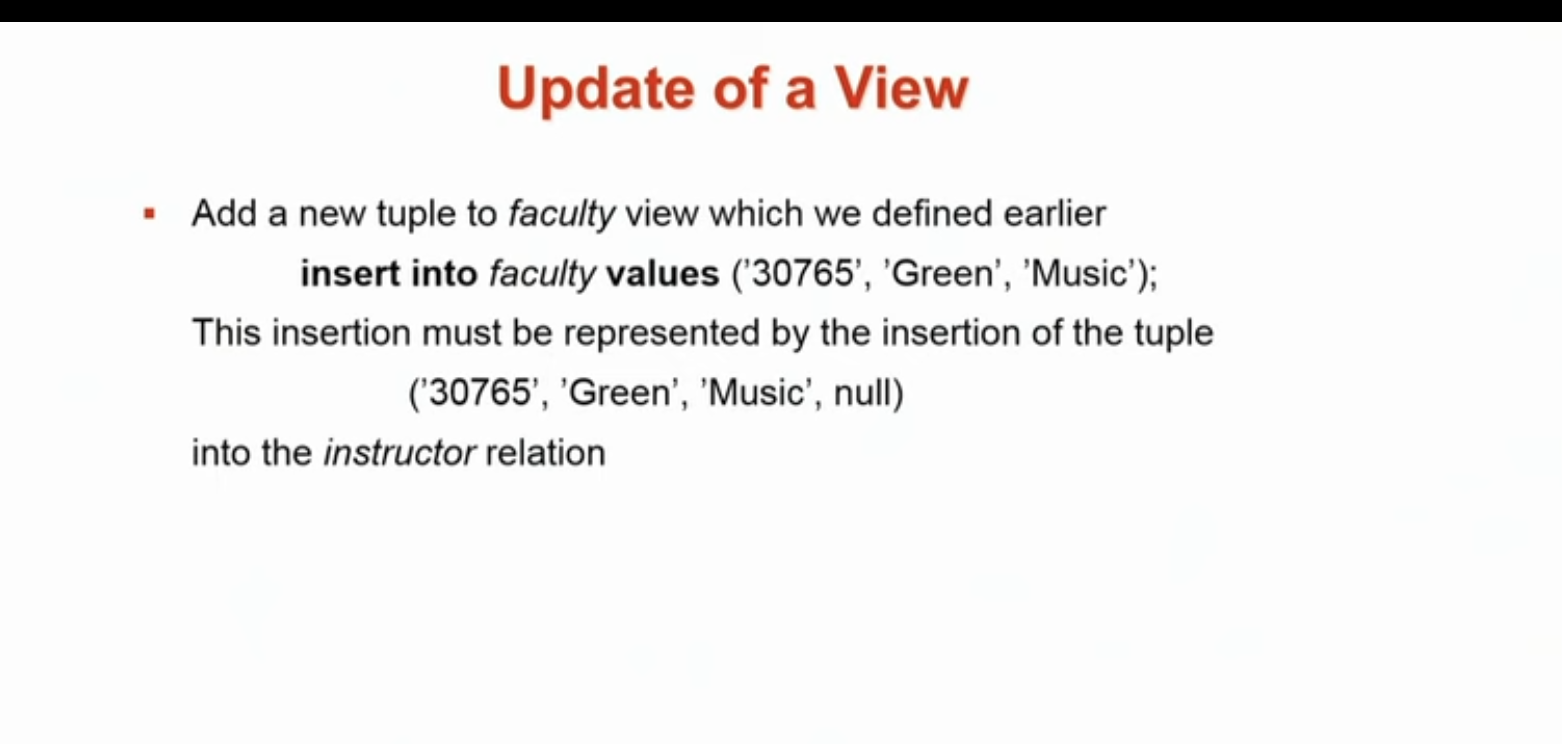 Update of a View
▪ Add a new tuple to faculty view which we defined earlier
insert into faculty values (’30765’, ’Green’, ’Music’);
This insertion must be represented by the insertion of the tuple
(’30765’, ’Green’, ’Music’, null)
into the instructor relation